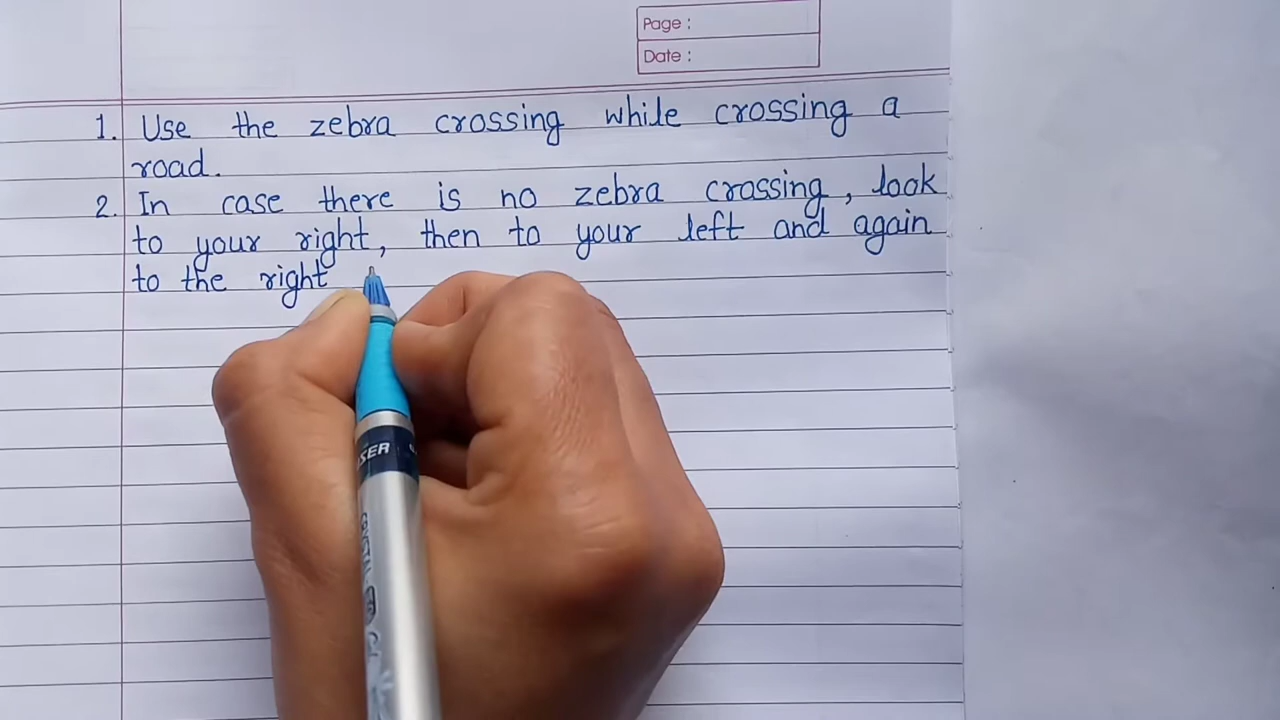 Page :
Date :
1. Use the zebra crossing while crossing a
road.
2. In case there is no zebra crossing, look
to your right, then to your left and again
to the right
SER